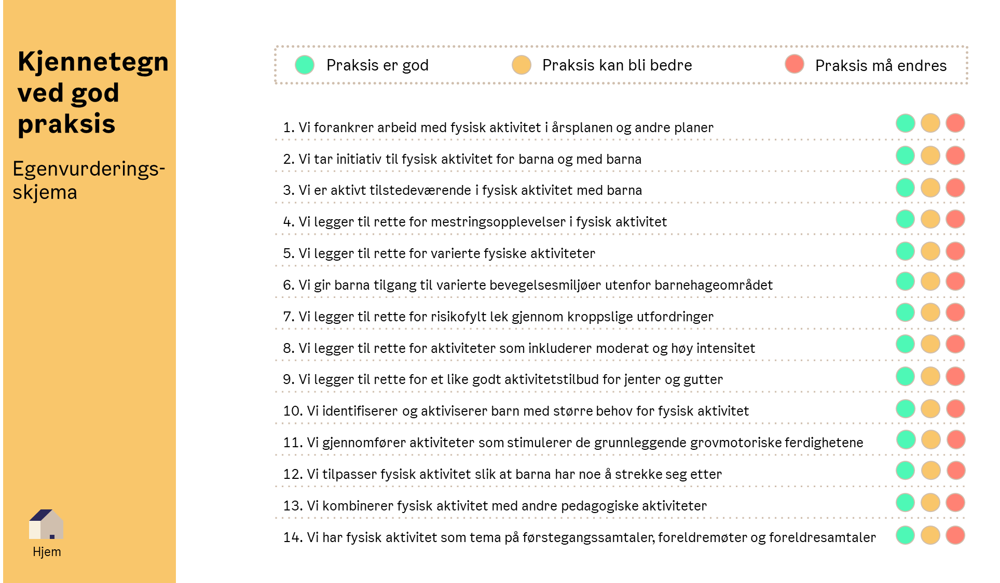 Kjennetegn
ved god
praksis
Egenvurderings-
skjema
Hjem
Praksis er god
Praksis kan bli bedre
Praksis må endres
1. Vi forankrer arbeid med fysisk aktivitet i årsplanen og andre planer
2. Vi tar initiativ til fysisk aktivitet for barna og med barna
3. Vi er aktivt tilstedeværende i fysisk aktivitet med barna
4. Vi legger til rette for mestringsopplevelser i fysisk aktivitet
5. Vi legger til rette for varierte fysiske aktiviteter
6. Vi gir barna tilgang til varierte bevegelsesmiljøer utenfor barnehageområdet
7. Vi legger til rette for risikofylt lek gjennom kroppslige utfordringer
8. Vi legger til rette for aktiviteter som inkluderer moderat og høy intensitet
9. Vi legger til rette for et like godt aktivitetstilbud for jenter og gutter
10. Vi identifiserer og aktiviserer barn med større behov for fysisk aktivitet
11. Vi gjennomfører aktiviteter som stimulerer de grunnleggende grovmotoriske ferdighetene
12. Vi tilpasser fysisk aktivitet slik at barna har noe å strekke seg etter
13. Vi kombinerer fysisk aktivitet med andre pedagogiske aktiviteter
14. Vi har fysisk aktivitet som tema på førstegangssamtaler, foreldremøter og foreldresamtaler